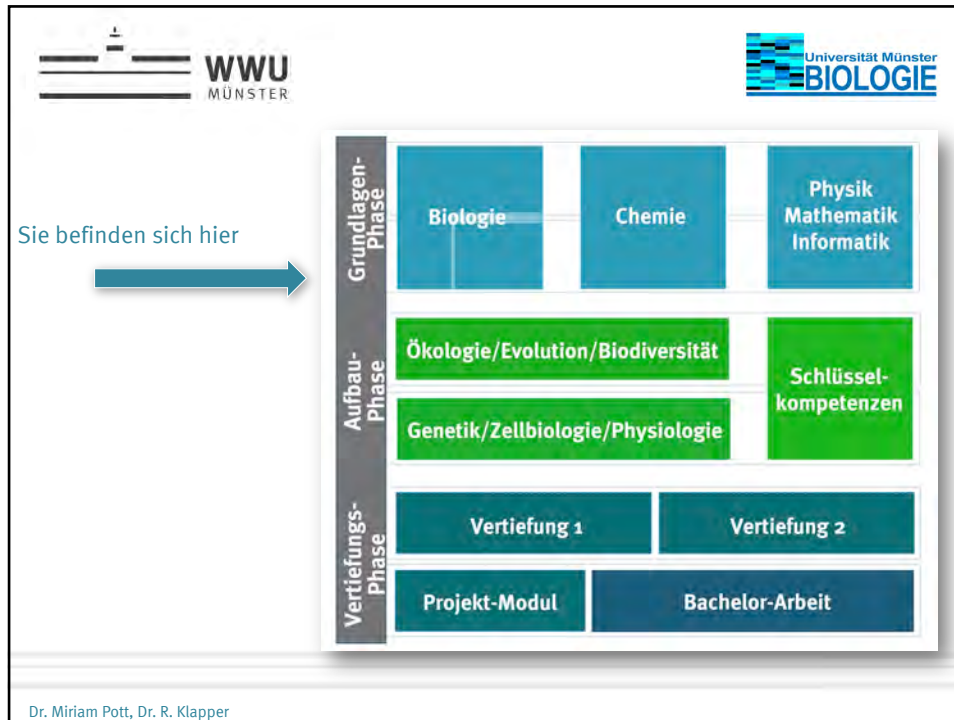 WWU
MÜNSTER
Universität Münster
BIOLOGIE
Sie befinden sich hier
Grundlagen-
Phase
Biologie
Chemie
Physik
Mathematik
Informatik
Aufbau-
Phase
Ökologie/Evolution/Biodiversität
Genetik/Zellbiologie/Physiologie
Schlüssel-
kompetenzen
Vertiefungs-
Phase
Vertiefung 1
Vertiefung 2
Projekt-Modul
Bachelor-Arbeit
Dr. Miriam Pott, Dr. R. Klapper